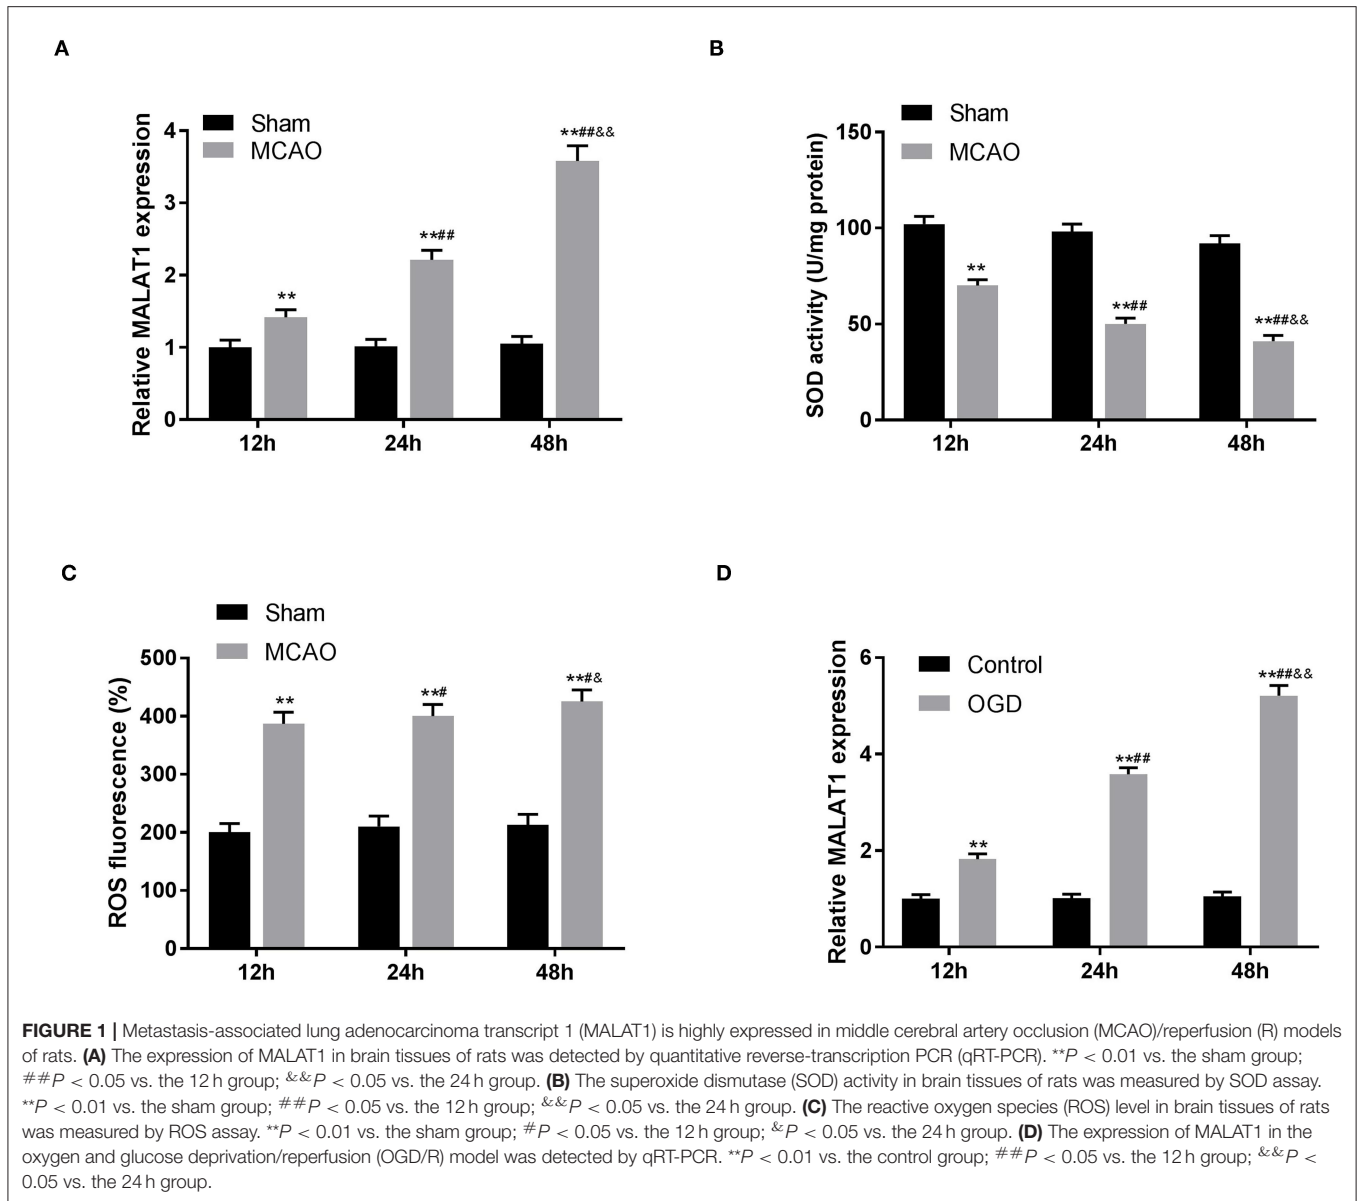 A
Sham
MCAO
Relative MALAT1 expression
4
3
2
1
0
**
**##
**##&&
12h
24h
48h
B
Sham
MCAO
SOD activity (U/mg protein)
150
100
50
0
**
**##
**##&&
12h
24h
48h
C
Sham
MCAO
ROS fluorescence (%)
500
400
300
200
100
0
**
**#
**#&
12h
24h
48h
D
Control
OGD
Relative MALAT1 expression
6
4
2
0
**
**##
**##&&
12h
24h
48h
FIGURE 1 | Metastasis-associated lung adenocarcinoma transcript 1 (MALAT1) is highly expressed in middle cerebral artery occlusion (MCAO)/reperfusion (R) models
of rats. (A) The expression of MALAT1 in brain tissues of rats was detected by quantitative reverse-transcription PCR (qRT-PCR). **P < 0.01 vs. the sham group;
##P < 0.05 vs. the 12 h group; &&P < 0.05 vs. the 24 h group. (B) The superoxide dismutase (SOD) activity in brain tissues of rats was measured by SOD assay.
**P < 0.01 vs. the sham group; ##P < 0.05 vs. the 12 h group; &&P < 0.05 vs. the 24 h group. (C) The reactive oxygen species (ROS) level in brain tissues of rats
was measured by ROS assay. **P < 0.01 vs. the sham group; #P < 0.05 vs. the 12 h group; &P < 0.05 vs. the 24 h group. (D) The expression of MALAT1 in the
oxygen and glucose deprivation/reperfusion (OGD/R) model was detected by qRT-PCR. **P < 0.01 vs. the control group; ##P < 0.05 vs. the 12 h group; &&P <
0.05 vs. the 24 h group.